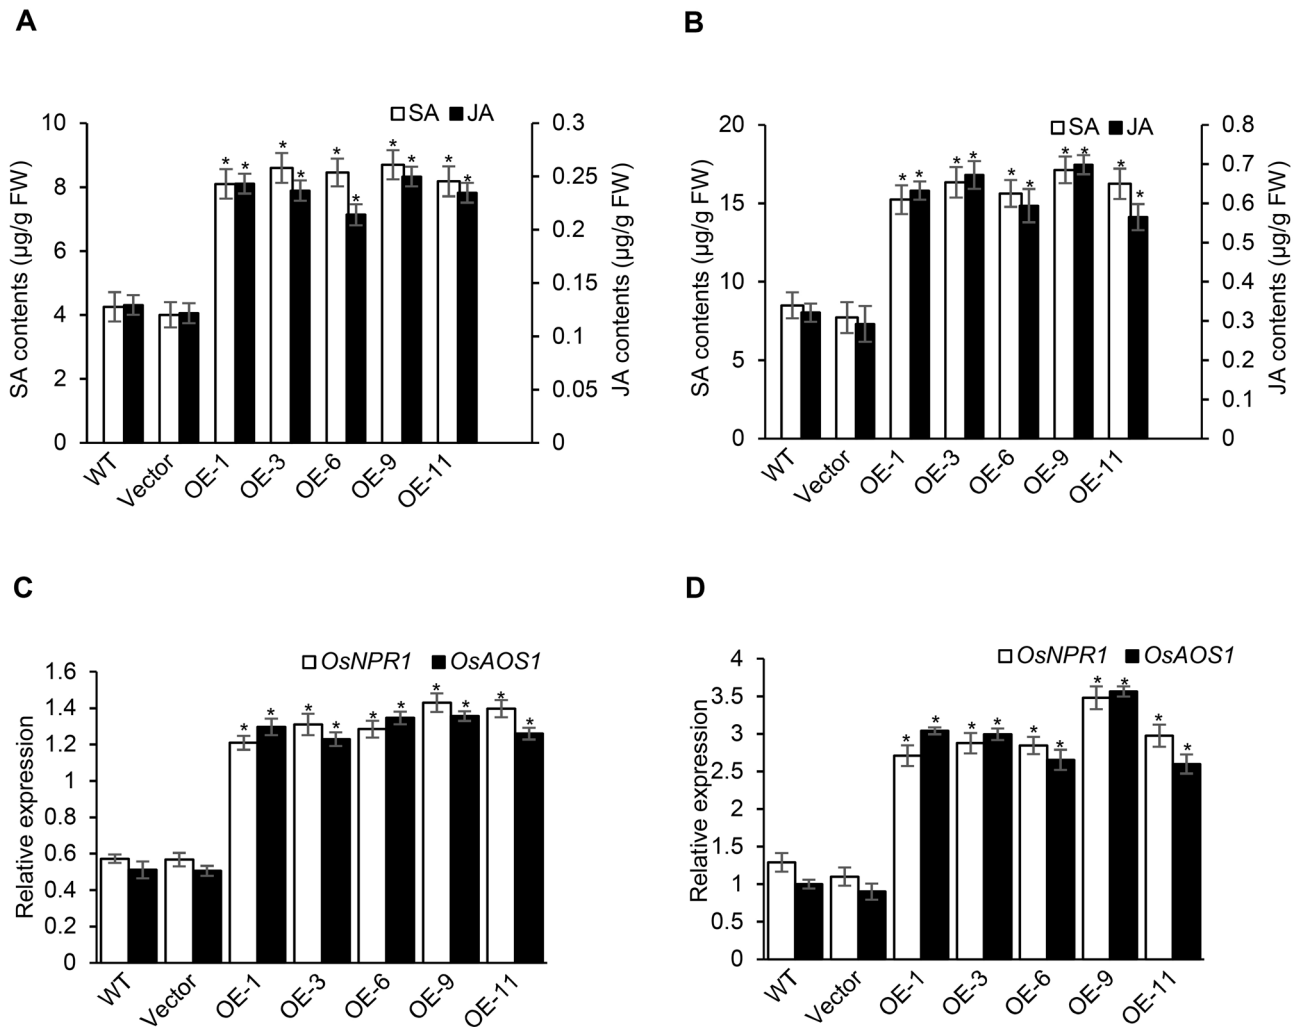 A
SA JA
SA contents (µg/g FW)
10
8
6
4
2
0
* * * * * * * * * *
0.3
0.25
0.2
0.15
0.1
0.05
0
JA contents (µg/g FW)
WT Vector OE-1 OE-3 OE-6 OE-9 OE-11
B
SA JA
SA contents (µg/g FW)
20
15
10
5
0
* * * * * * * * * *
0.8
0.7
0.6
0.5
0.4
0.3
0.2
0.1
0
JA contents (µg/g FW)
WT Vector OE-1 OE-3 OE-6 OE-9 OE-11
C
OsNPR1 OsAOS1
Relative expression
1.6
1.4
1.2
1
0.8
0.6
0.4
0.2
0
* * * * * * * * * *
WT Vector OE-1 OE-3 OE-6 OE-9 OE-11
D
OsNPR1 OsAOS1
Relative expression
4
3.5
3
2.5
2
1.5
1
0.5
0
* * * * * * * * * *
WT Vector OE-1 OE-3 OE-6 OE-9 OE-11